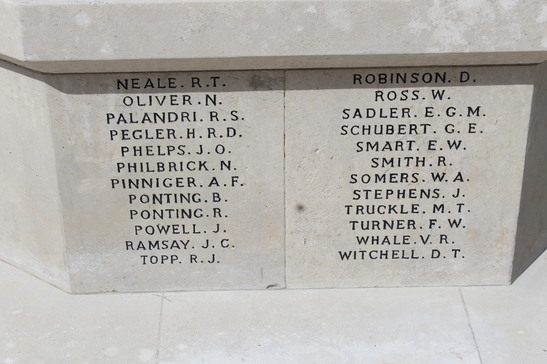 NEALE. R.T.
OLIVER. N.
PALANDRI. R.S.
PEGLER. H.R.D.
PHELPS. J.O.
PHILBRICK. N.
PINNIGER. A.F.
PONTING. B.
PONTING. R.
POWELL. J.
RAMSAY. J.C.
TOPP. R.J.
ROBINSON. D.
ROSS. W.
SADLER. E.G.M.
SCHUBERT. G.E.
SMART. E.W.
SMITH. R.
SOMERS. W.A.
STEPHENS. J.
TRUCKLE. M.T.
TURNER. F.W.
WHALE. V.R.
WITCHELL. D.T.